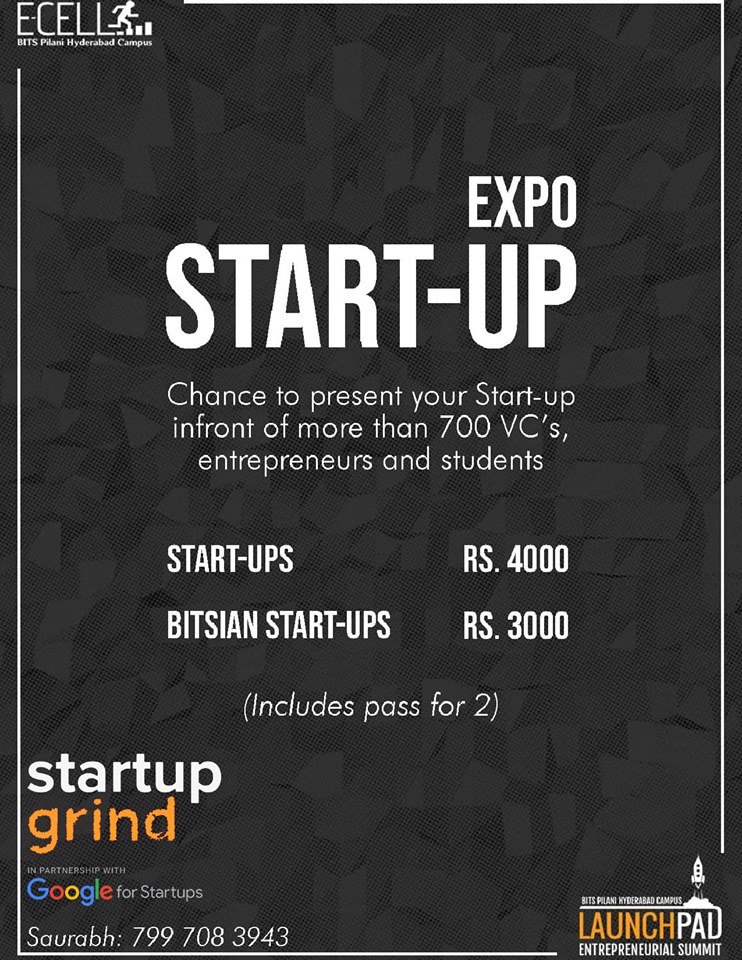 E-CELL
BITS Pilani Hyderabad Campus
EXPO
START-UP
Chance to present your Start-up
infront of more than 700 VC's,
entrepreneurs and students
START-UPS RS. 4000
BITSIAN START-UPS RS. 3000
(Includes pass for 2)
startup
grind
IN PARTNERSHIP WITH
Google for Startups
Saurabh: 799 708 3943
BITS PILANI HYDERABAD CAMPUS
LAUNCHPAD
ENTREPRENEURIAL SUMMIT